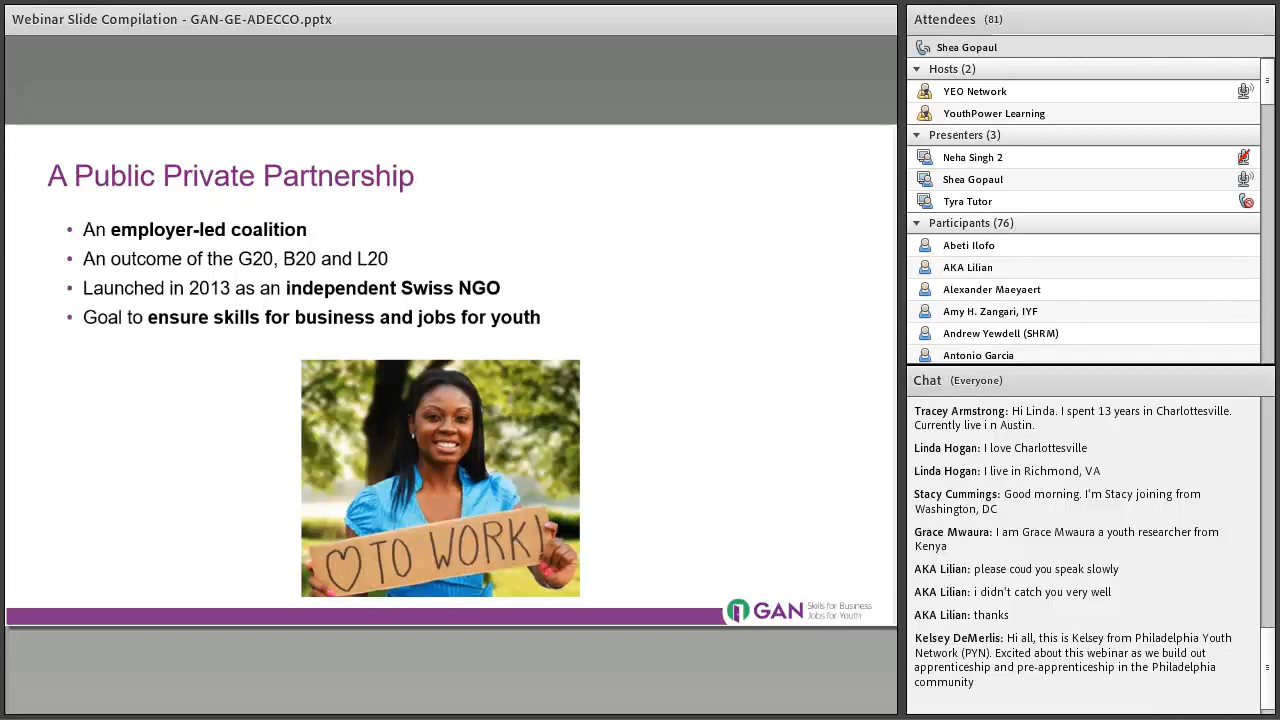 Webinar Slide Compilation - GAN-GE-ADECCO.pptx
A Public Private Partnership
• An employer-led coalition
• An outcome of the G20, B20 and L20
• Launched in 2013 as an independent Swiss NGO
• Goal to ensure skills for business and jobs for youth
♡ TO WORK!
GAN
Skills for Business
Jobs for Youth
Attendees (81)
Shea Gopaul
Hosts (2)
YEO Network
YouthPower Learning
Presenters (3)
Neha Singh 2
Shea Gopaul
Tyra Tutor
Participants (76)
Abeti Ilofo
AKA Lilian
Alexander Maeyaert
Amy H. Zangari, IYF
Andrew Yewdell (SHRM)
Antonio Garcia
Chat (Everyone)
Tracey Armstrong: Hi Linda. I spent 13 years in Charlottesville.
Currently live i n Austin.
Linda Hogan: I love Charlottesville
Linda Hogan: I live in Richmond, VA
Stacy Cummings: Good morning. I'm Stacy joining from
Washington, DC
Grace Mwaura: I am Grace Mwaura a youth researcher from
Kenya
AKA Lilian: please coud you speak slowly
AKA Lilian: i didn't catch you very well
AKA Lilian: thanks
Kelsey DeMerlis: Hi all, this is Kelsey from Philadelphia Youth
Network (PYN). Excited about this webinar as we build out
apprenticeship and pre-apprenticeship in the Philadelphia
community